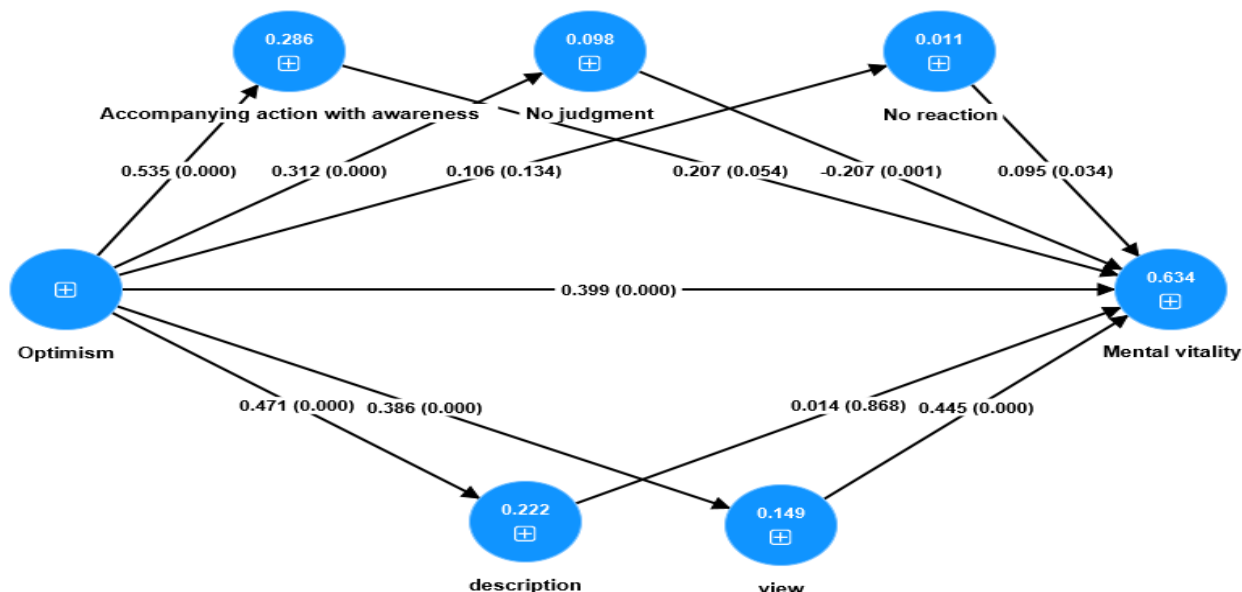 0.286
0.098
0.011
Accompanying action with awareness
No judgment
No reaction
0.535 (0.000)
0.312 (0.000)
0.106 (0.134)
0.207 (0.054)
-0.207 (0.001)
0.095 (0.034)
0.399 (0.000)
0.634
Optimism
Mental vitality
0.471 (0.000)
0.386 (0.000)
0.014 (0.868)
0.445 (0.000)
0.222
0.149
description
view